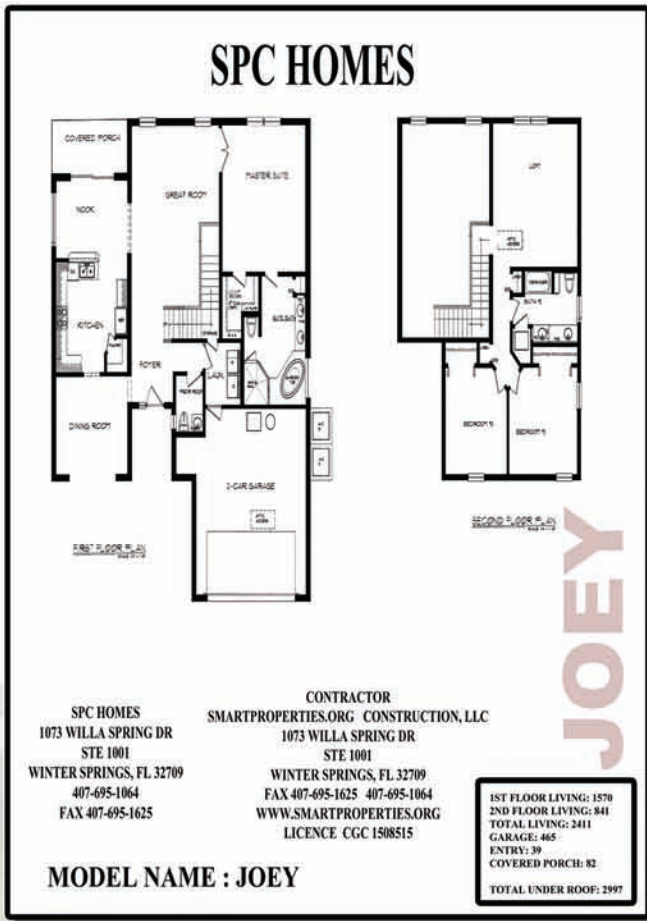 SPC HOMES
COVERED PORCH
NOOK
GREAT ROOM
MASTER SUITE
KITCHEN
FOYER
LAUN.
DINING ROOM
2-CAR GARAGE
FIRST FLOOR PLAN
LOFT
BATH
BEDROOM
BEDROOM
SECOND FLOOR PLAN
JOEY
SPC HOMES
1073 WILLA SPRING DR
STE 1001
WINTER SPRINGS, FL 32709
407-695-1064
FAX 407-695-1625
CONTRACTOR
SMARTPROPERTIES.ORG CONSTRUCTION, LLC
1073 WILLA SPRING DR
STE 1001
WINTER SPRINGS, FL 32709
FAX 407-695-1625 407-695-1064
WWW.SMARTPROPERTIES.ORG
LICENCE CGC 1508515
1ST FLOOR LIVING: 1570
2ND FLOOR LIVING: 841
TOTAL LIVING: 2411
GARAGE: 465
ENTRY: 39
COVERED PORCH: 82
TOTAL UNDER ROOF: 2997
MODEL NAME : JOEY